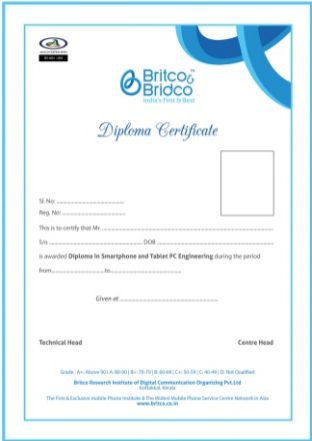 Britco&
Bridco
India's First & Best
Diploma Certificate
Sl. No: ..............................
Reg. No: ..............................
This is to certify that Mr. ..............................
S/o .............................. DOB ..............................
is awarded Diploma in Smartphone and Tablet PC Engineering during the period
from..............................to..............................
Given at ..............................
Technical Head
Centre Head
Grade : A+: Above 90 I A: 80-90 | B+: 70-79 | B: 60-69 | C+: 50-59 | C: 40-49 | D: Not Qualified
Britco Research Institute of Digital Communication Organizing Pvt.Ltd
Kottakkal, Kerala
The First & Exclusive mobile Phone Institute & The Widest Mobile Phone Service Centre Network in Asia
www.britco.co.in